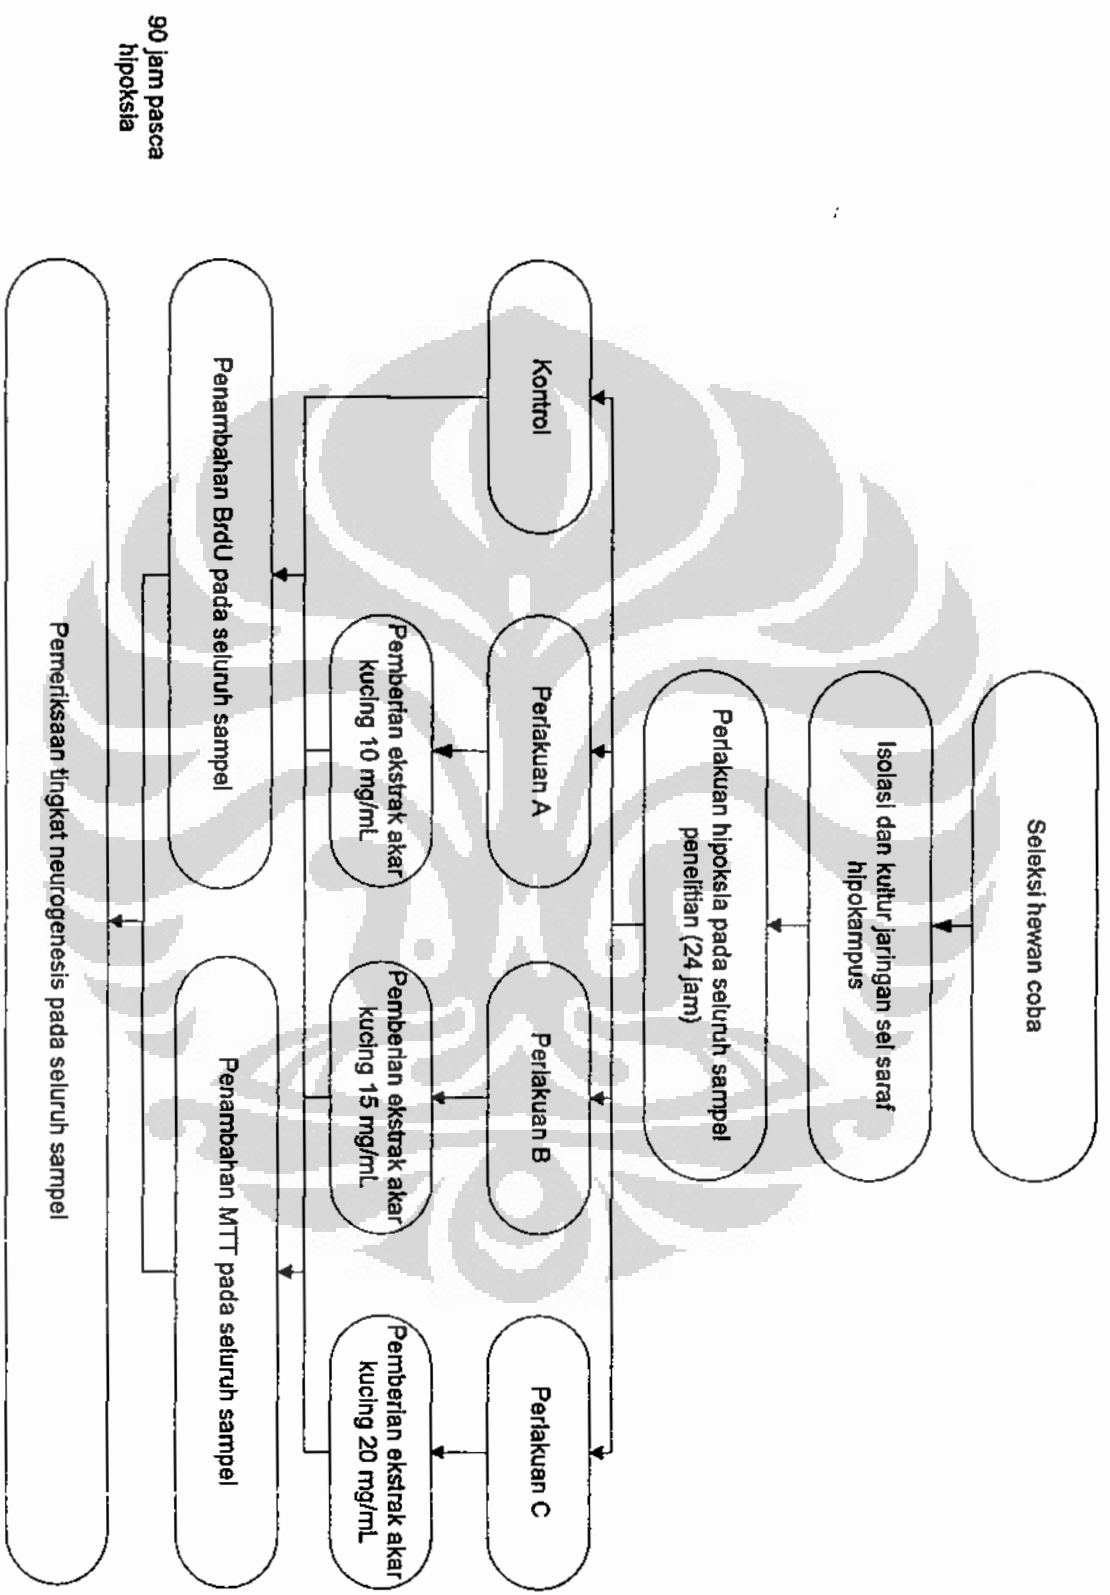 Seleksi hewan coba
Isolasi dan kultur jaringan sel saraf
hipokampus
Perlakuan hipoksia pada seluruh sampel
penelitian (24 jam)
Kontrol
Perlakuan A
Perlakuan B
Perlakuan C
Pemberian ekstrak akar
kucing 10 mg/mL
Pemberian ekstrak akar
kucing 15 mg/mL
Pemberian ekstrak akar
kucing 20 mg/mL
90 jam pasca
hipoksia
Penambahan BrdU pada seluruh sampel
Penambahan MTT pada seluruh sampel
Pemeriksaan tingkat neurogenesis pada seluruh sampel